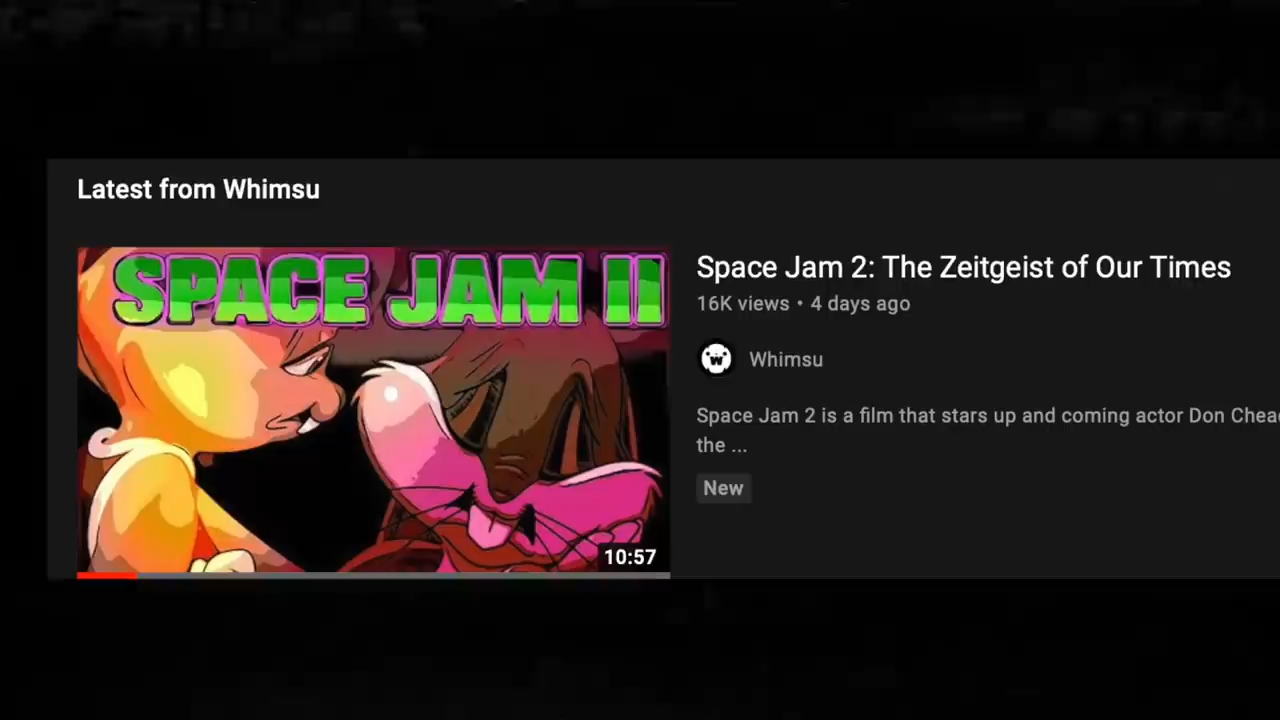 Latest from Whimsu
SPACE JAM II
10:57
Space Jam 2: The Zeitgeist of Our Times
16K views • 4 days ago
W
Whimsu
Space Jam 2 is a film that stars up and coming actor Don
the ...
New